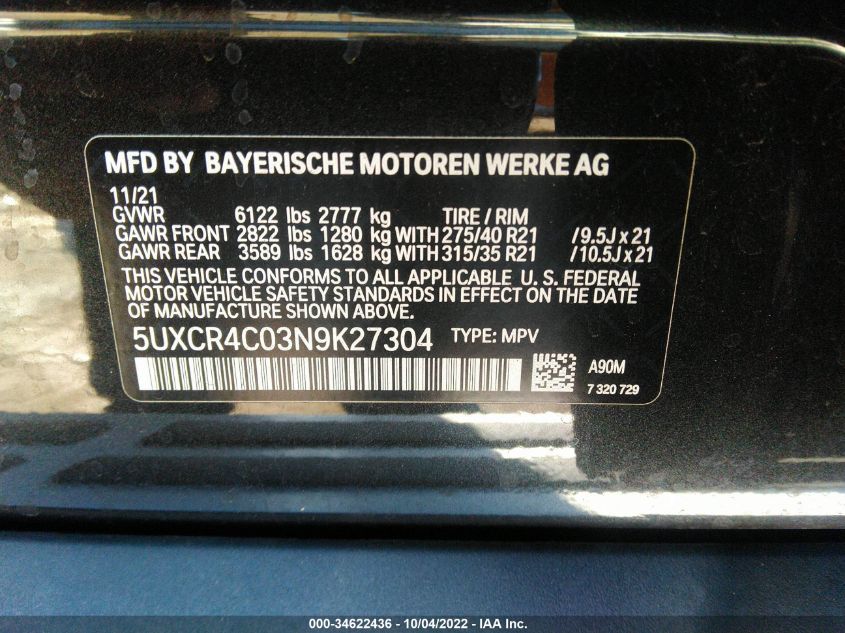 MFD BY BAYERISCHE MOTOREN WERKE AG
11/21
GVWR 6122 lbs 2777 kg TIRE / RIM
GAWR FRONT 2822 lbs 1280 kg WITH 275/40 R21 /9.5J x 21
GAWR REAR 3589 lbs 1628 kg WITH 315/35 R21 /10.5J x 21
THIS VEHICLE CONFORMS TO ALL APPLICABLE U. S. FEDERAL
MOTOR VEHICLE SAFETY STANDARDS IN EFFECT ON THE DATE
OF MANUFACTURE SHOWN ABOVE.
5UXCR4C03N9K27304 TYPE: MPV
A90M
7 320 729
000-34622436 - 10/04/2022 - IAA Inc.